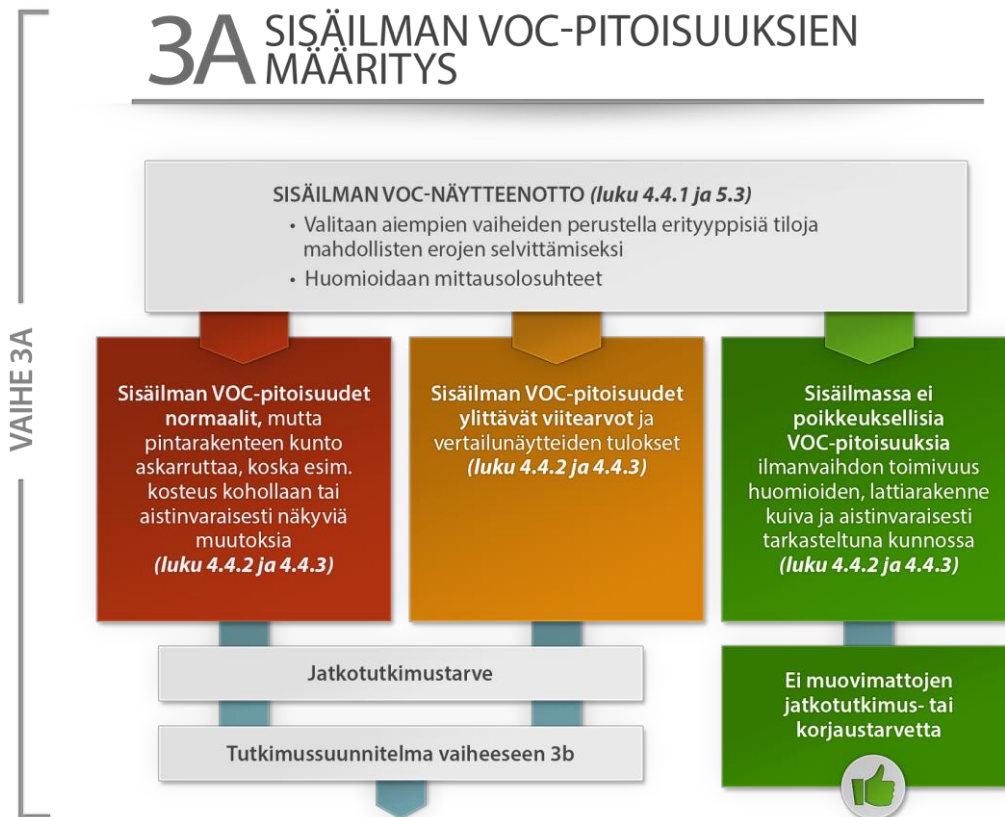 3A SISÄILMAN VOC-PITOISUUKSIEN
MÄÄRITYS
VAIHE 3A
SISÄILMAN VOC-NÄYTTEENOTTO (luku 4.4.1 ja 5.3)
• Valitaan aiempien vaiheiden perustella erityyppisiä tiloja
mahdollisten erojen selvittämiseksi
• Huomioidaan mittausolosuhteet
Sisäilman VOC-pitoisuudet
normaalit, mutta
pintarakenteen kunto
askarruttaa, koska esim.
kosteus kohollaan tai
aistinvaraisesti näkyviä
muutoksia
(luku 4.4.2 ja 4.4.3)
Sisäilman VOC-pitoisuudet
ylittävät viitearvot ja
vertailunäytteiden tulokset
(luku 4.4.2 ja 4.4.3)
Sisäilmassa ei
poikkeuksellisia
VOC-pitoisuuksia
ilmanvaihdon toimivuus
huomioiden, lattiarakenne
kuiva ja aistinvaraisesti
tarkasteltuna kunnossa
(luku 4.4.2 ja 4.4.3)
Jatkotutkimustarve
Tutkimussuunnitelma vaiheeseen 3b
Ei muovimattojen
jatkotutkimus- tai
korjaustarvetta